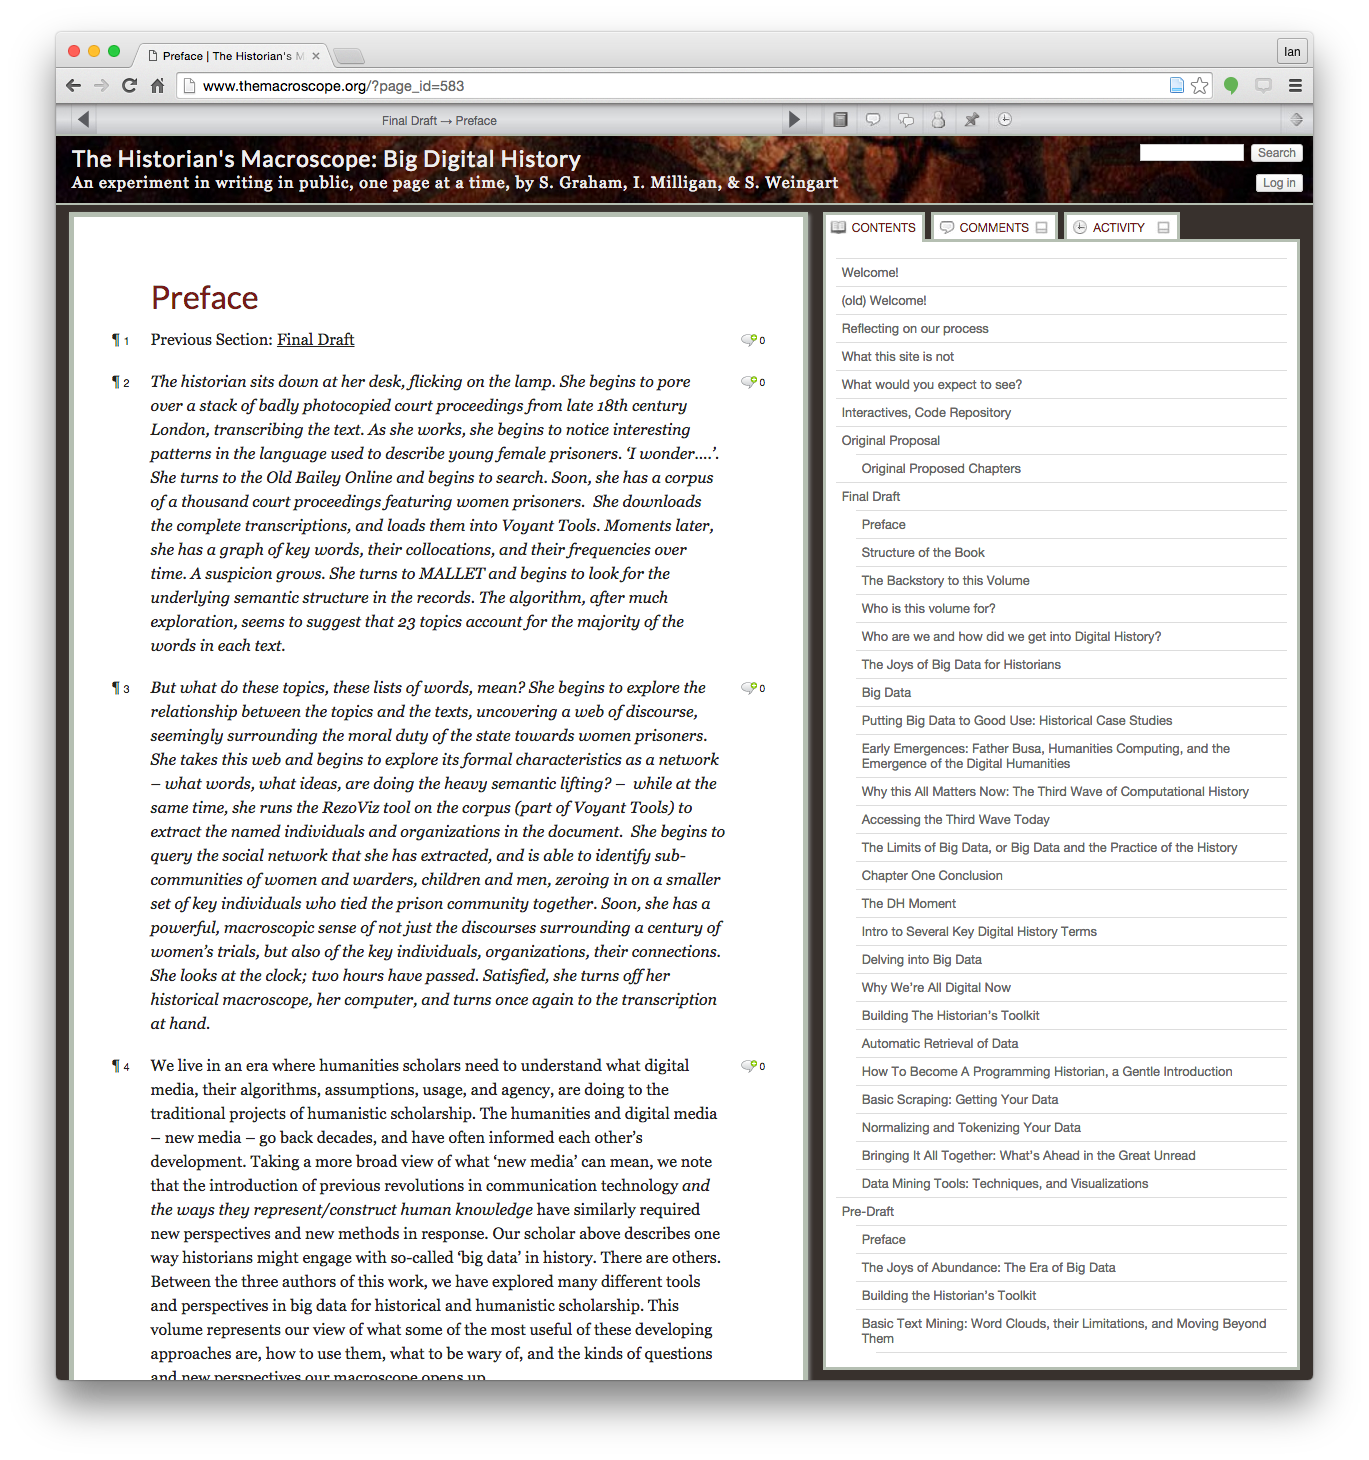 Preface | The Historian's M
Ian
www.themacroscope.org/?page_id=583
Final Draft → Preface
The Historian's Macroscope: Big Digital History
An experiment in writing in public, one page at a time, by S. Graham, I. Milligan, & S. Weingart
Search
Log in
Preface
¶ 1 Previous Section: Final Draft 0
¶ 2 The historian sits down at her desk, flicking on the lamp. She begins to pore 0
over a stack of badly photocopied court proceedings from late 18th century
London, transcribing the text. As she works, she begins to notice interesting
patterns in the language used to describe young female prisoners. ‘I wonder....’.
She turns to the Old Bailey Online and begins to search. Soon, she has a corpus
of a thousand court proceedings featuring women prisoners.  She downloads
the complete transcriptions, and loads them into Voyant Tools. Moments later,
she has a graph of key words, their collocations, and their frequencies over
time. A suspicion grows. She turns to MALLET and begins to look for the
underlying semantic structure in the records. The algorithm, after much
exploration, seems to suggest that 23 topics account for the majority of the
words in each text.
¶ 3 But what do these topics, these lists of words, mean? She begins to explore the 0
relationship between the topics and the texts, uncovering a web of discourse,
seemingly surrounding the moral duty of the state towards women prisoners.
She takes this web and begins to explore its formal characteristics as a network
– what words, what ideas, are doing the heavy semantic lifting? –  while at the
same time, she runs the RezoViz tool on the corpus (part of Voyant Tools) to
extract the named individuals and organizations in the document.  She begins to
query the social network that she has extracted, and is able to identify sub-
communities of women and warders, children and men, zeroing in on a smaller
set of key individuals who tied the prison community together. Soon, she has a
powerful, macroscopic sense of not just the discourses surrounding a century of
women’s trials, but also of the key individuals, organizations, their connections.
She looks at the clock; two hours have passed. Satisfied, she turns off her
historical macroscope, her computer, and turns once again to the transcription
at hand.
¶ 4 We live in an era where humanities scholars need to understand what digital 0
media, their algorithms, assumptions, usage, and agency, are doing to the
traditional projects of humanistic scholarship. The humanities and digital media
– new media – go back decades, and have often informed each other’s
development. Taking a more broad view of what ‘new media’ can mean, we note
that the introduction of previous revolutions in communication technology and
the ways they represent/construct human knowledge have similarly required
new perspectives and new methods in response. Our scholar above describes one
way historians might engage with so-called ‘big data’ in history. There are others.
Between the three authors of this work, we have explored many different tools
and perspectives in big data for historical and humanistic scholarship. This
volume represents our view of what some of the most useful of these developing
approaches are, how to use them, what to be wary of, and the kinds of questions
and new perspectives our macroscope opens up.
CONTENTS
COMMENTS
ACTIVITY
Welcome!
(old) Welcome!
Reflecting on our process
What this site is not
What would you expect to see?
Interactives, Code Repository
Original Proposal
Original Proposed Chapters
Final Draft
Preface
Structure of the Book
The Backstory to this Volume
Who is this volume for?
Who are we and how did we get into Digital History?
The Joys of Big Data for Historians
Big Data
Putting Big Data to Good Use: Historical Case Studies
Early Emergences: Father Busa, Humanities Computing, and the
Emergence of the Digital Humanities
Why this All Matters Now: The Third Wave of Computational History
Accessing the Third Wave Today
The Limits of Big Data, or Big Data and the Practice of the History
Chapter One Conclusion
The DH Moment
Intro to Several Key Digital History Terms
Delving into Big Data
Why We're All Digital Now
Building The Historian's Toolkit
Automatic Retrieval of Data
How To Become A Programming Historian, a Gentle Introduction
Basic Scraping: Getting Your Data
Normalizing and Tokenizing Your Data
Bringing It All Together: What's Ahead in the Great Unread
Data Mining Tools: Techniques, and Visualizations
Pre-Draft
Preface
The Joys of Abundance: The Era of Big Data
Building the Historian's Toolkit
Basic Text Mining: Word Clouds, their Limitations, and Moving Beyond
Them